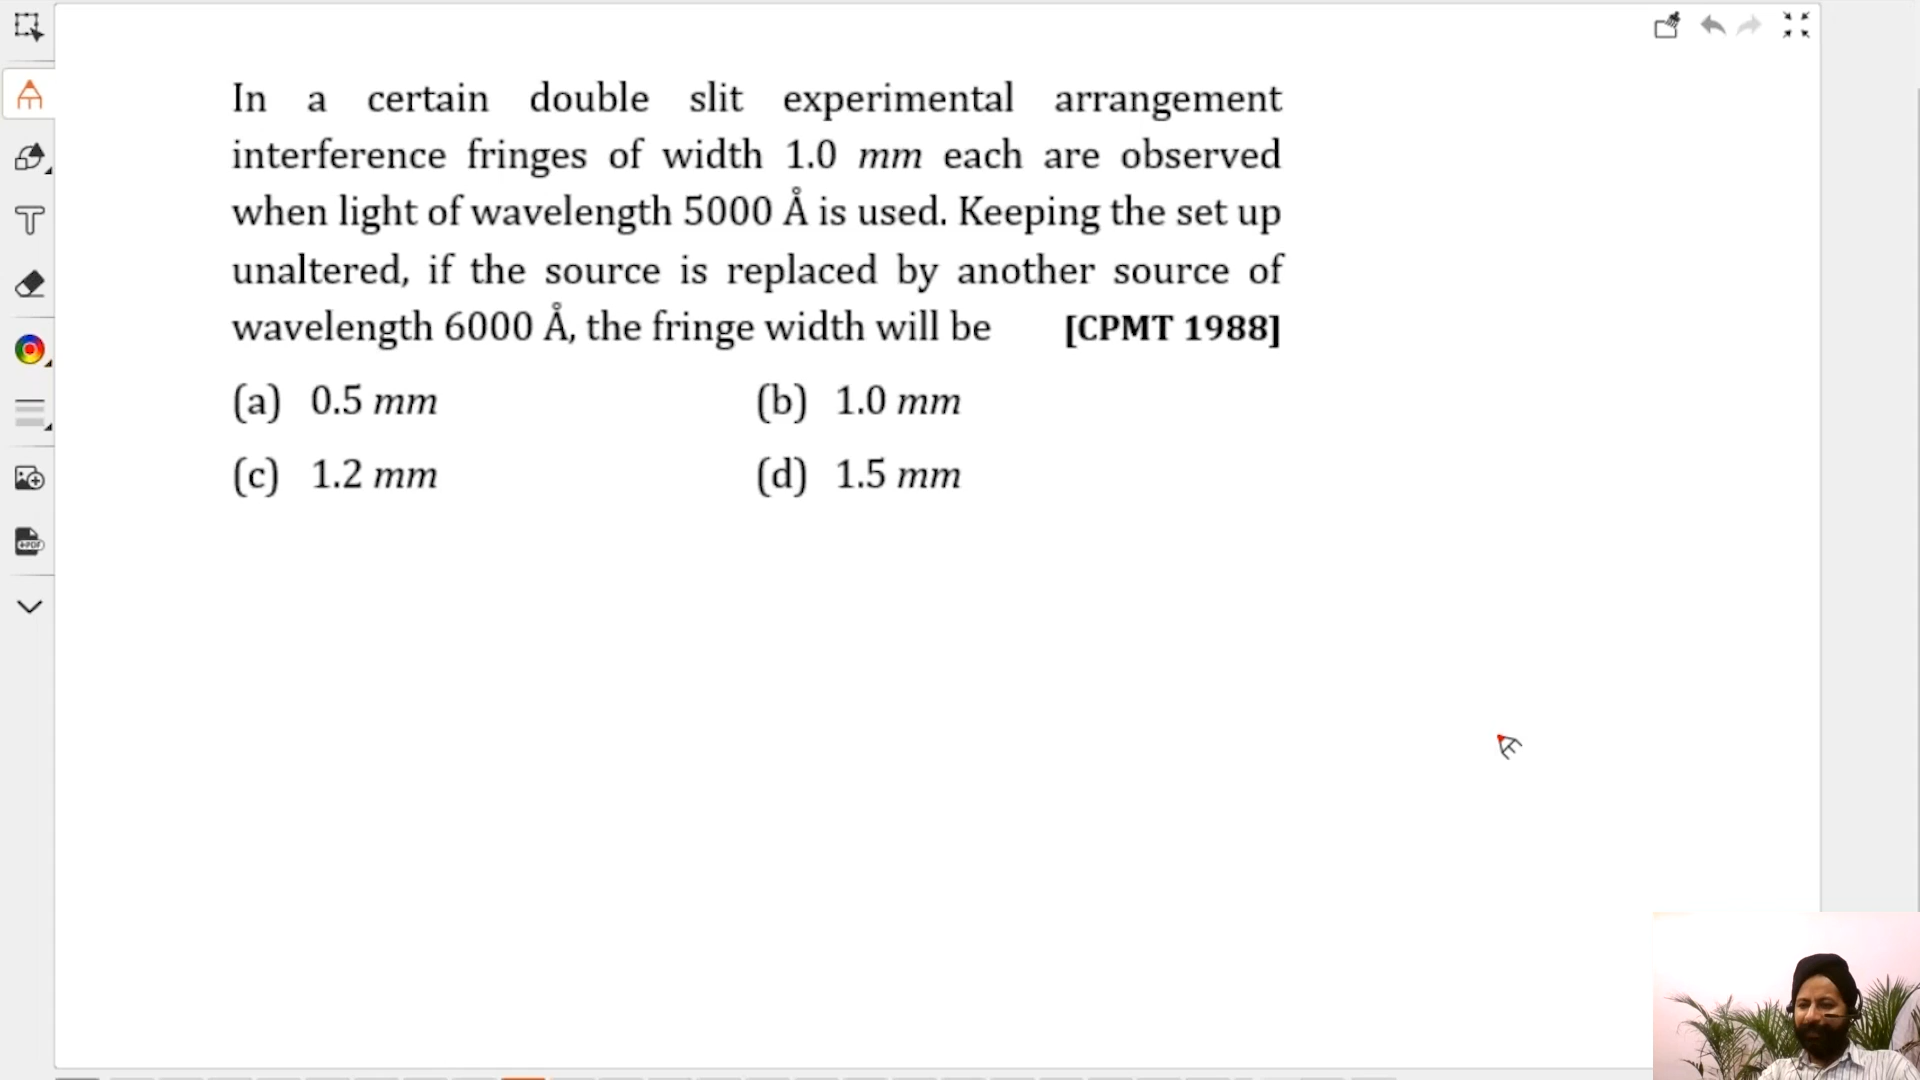 In a certain double slit experimental arrangement
interference fringes of width 1.0 mm each are observed
when light of wavelength 5000 Å is used. Keeping the set up
unaltered, if the source is replaced by another source of
wavelength 6000 Å, the fringe width will be [CPMT 1988]
(a) 0.5 mm (b) 1.0 mm
(c) 1.2 mm (d) 1.5 mm